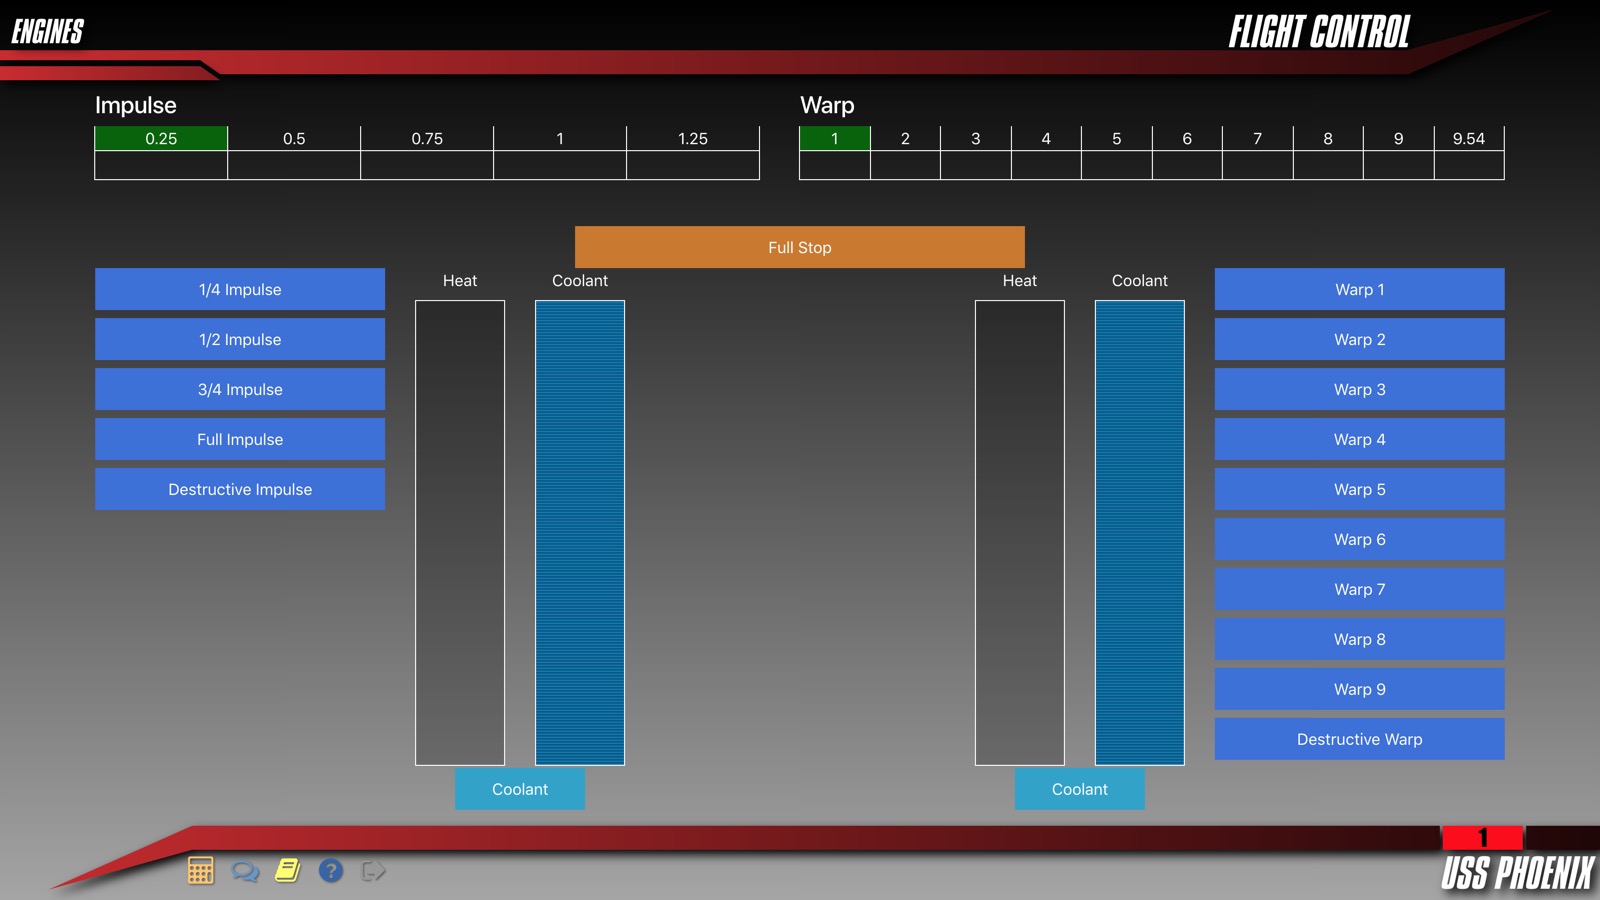 ENGINES
FLIGHT CONTROL
Impulse
0.25 0.5 0.75 1 1.25
Warp
1 2 3 4 5 6 7 8 9 9.54
Full Stop
Heat Coolant
Heat Coolant
1/4 Impulse
1/2 Impulse
3/4 Impulse
Full Impulse
Destructive Impulse
Warp 1
Warp 2
Warp 3
Warp 4
Warp 5
Warp 6
Warp 7
Warp 8
Warp 9
Destructive Warp
Coolant
Coolant
1
?
USS PHOENIX